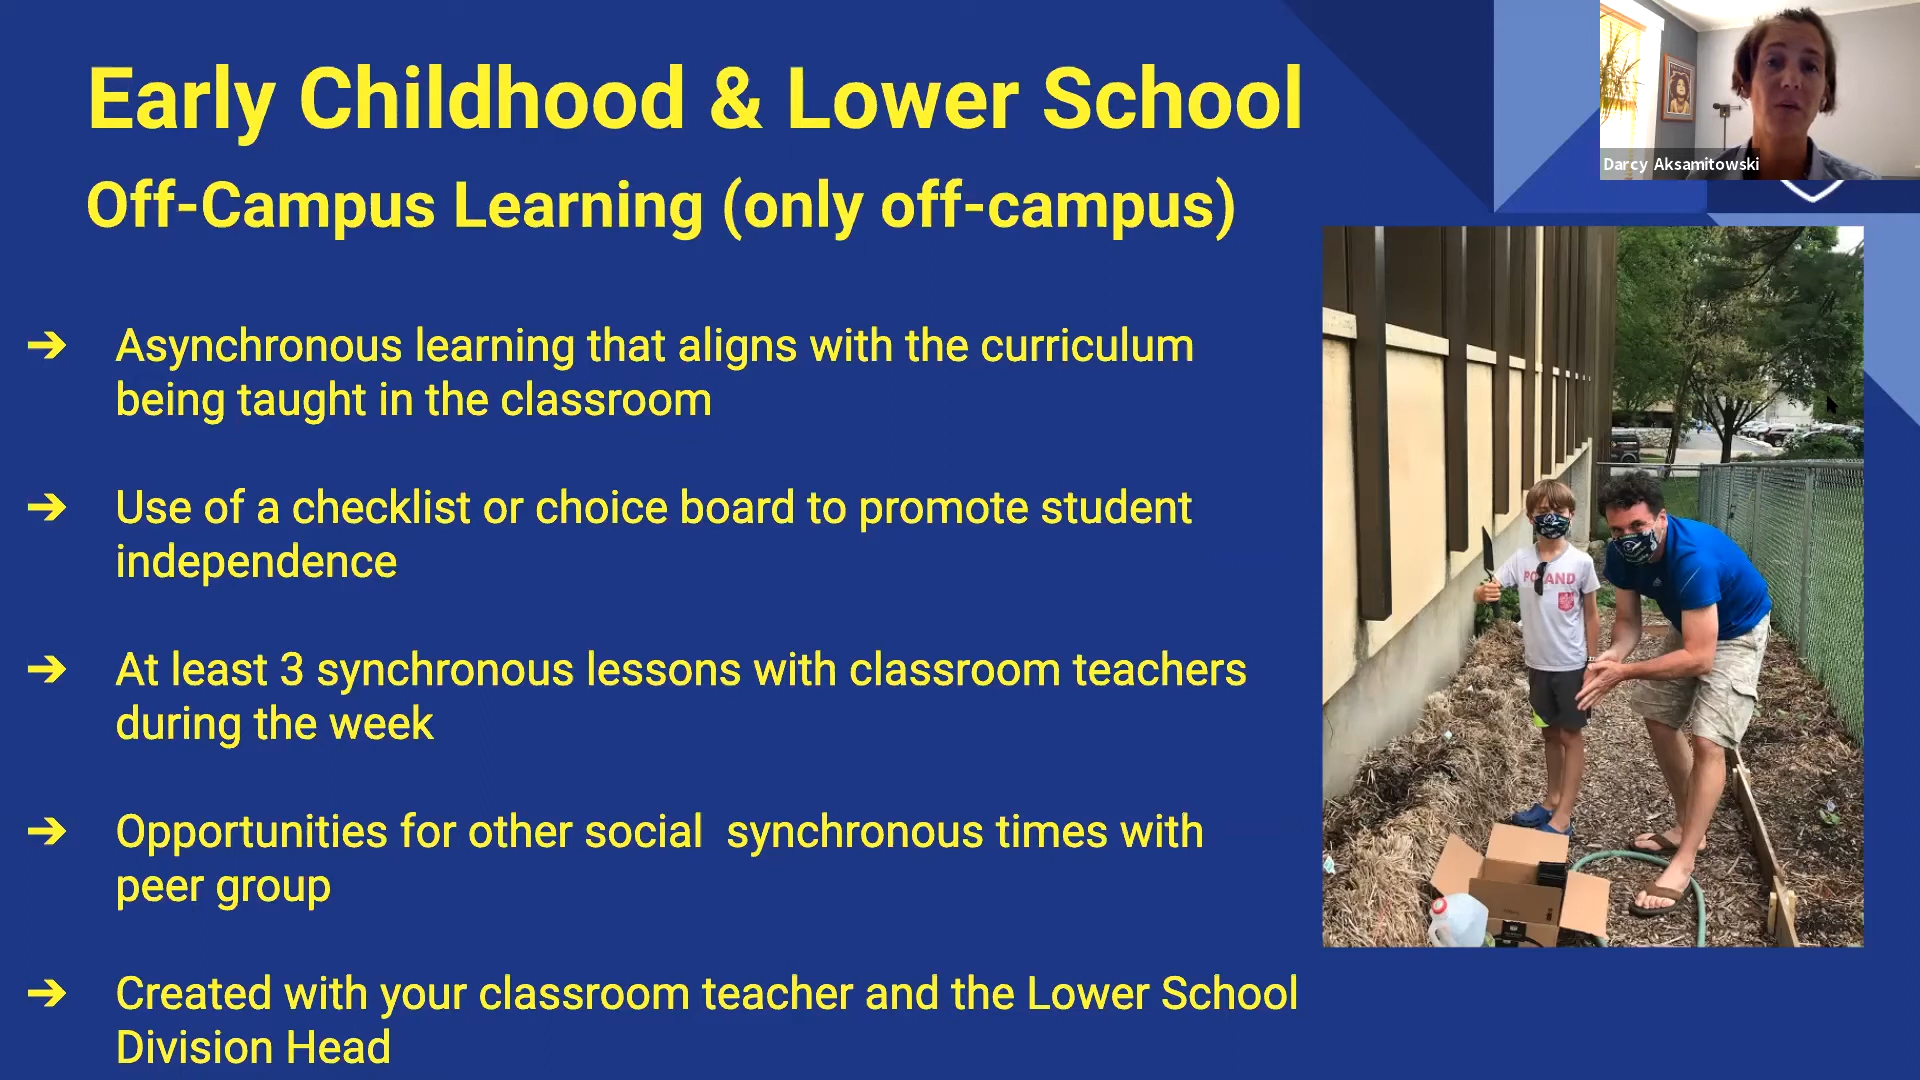 Early Childhood & Lower School
Off-Campus Learning (only off-campus)
Darcy Aksamitowski
➔ Asynchronous learning that aligns with the curriculum
being taught in the classroom
➔ Use of a checklist or choice board to promote student
independence
➔ At least 3 synchronous lessons with classroom teachers
during the week
➔ Opportunities for other social  synchronous times with
peer group
➔ Created with your classroom teacher and the Lower School
Division Head